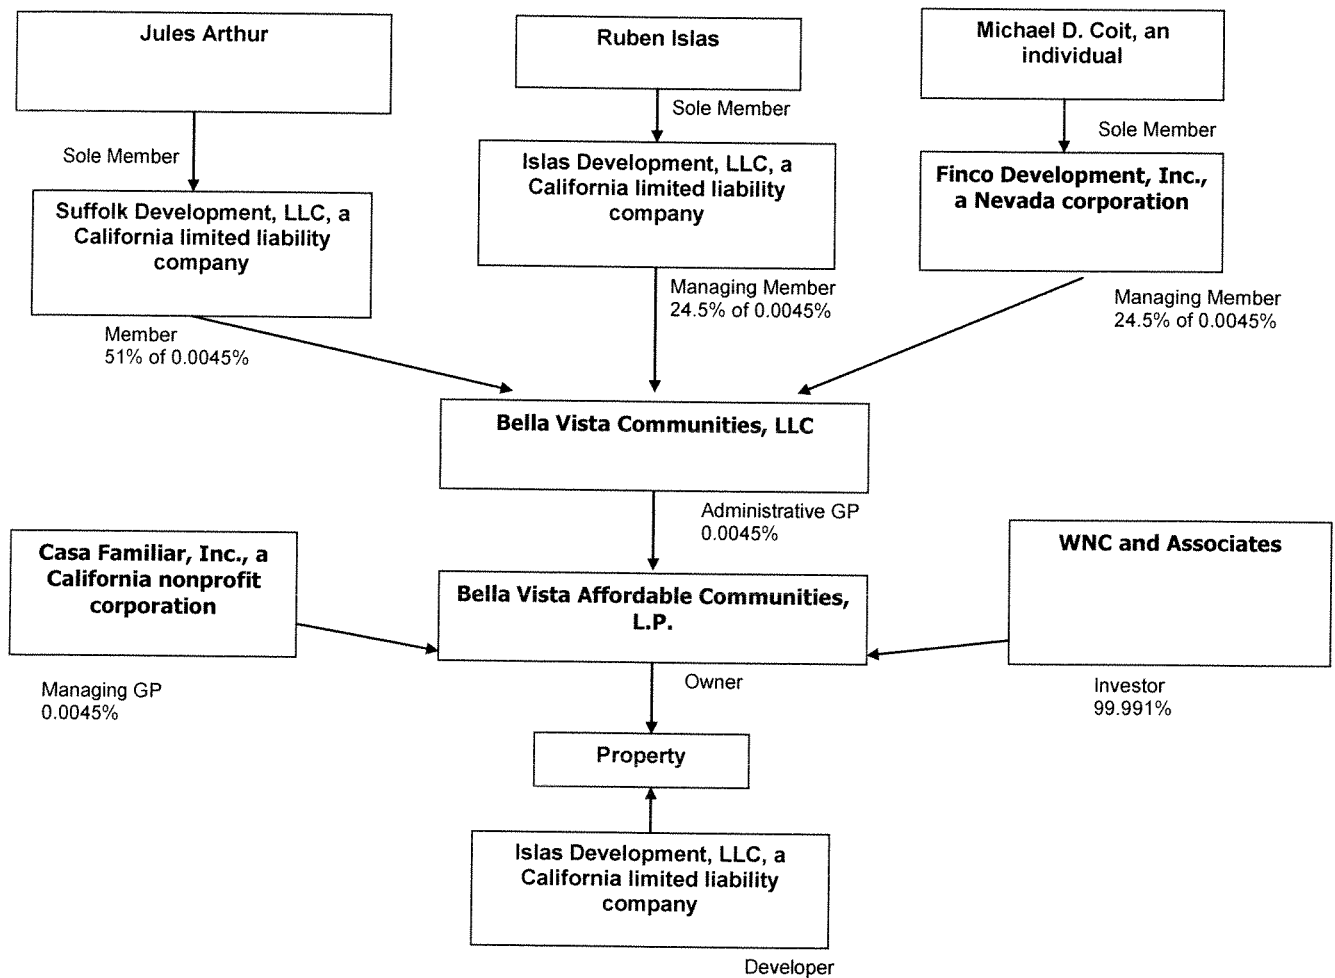 Jules Arthur
Ruben Islas
Michael D. Coit, an
individual
Sole Member
Sole Member
Sole Member
Suffolk Development, LLC, a
California limited liability
company
Islas Development, LLC, a
California limited liability
company
Finco Development, Inc.,
a Nevada corporation
Member
51% of 0.0045%
Managing Member
24.5% of 0.0045%
Managing Member
24.5% of 0.0045%
Bella Vista Communities, LLC
Administrative GP
0.0045%
Casa Familiar, Inc., a
California nonprofit
corporation
Bella Vista Affordable Communities,
L.P.
WNC and Associates
Managing GP
0.0045%
Owner
Investor
99.991%
Property
Islas Development, LLC, a
California limited liability
company
Developer